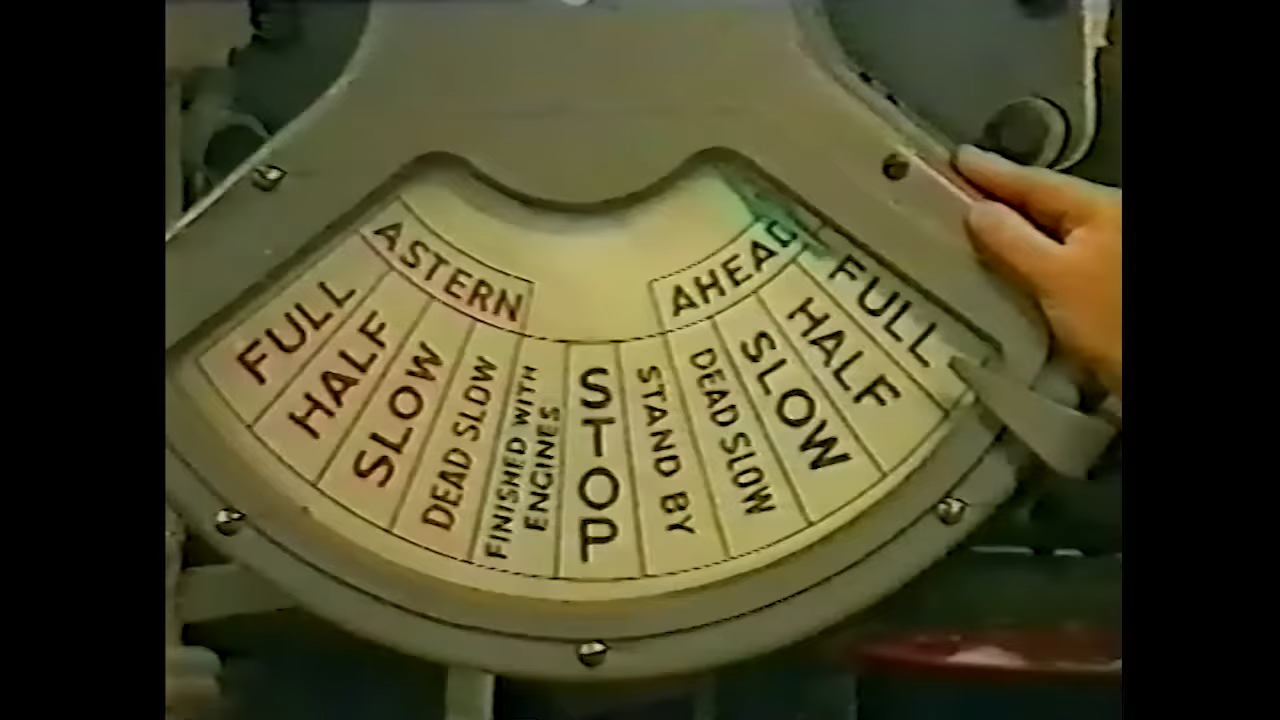 ASTERN
AHEAD
FULL
HALF
SLOW
DEAD SLOW
FINISHED WITH
ENGINES
STOP
STAND BY
DEAD SLOW
SLOW
HALF
FULL